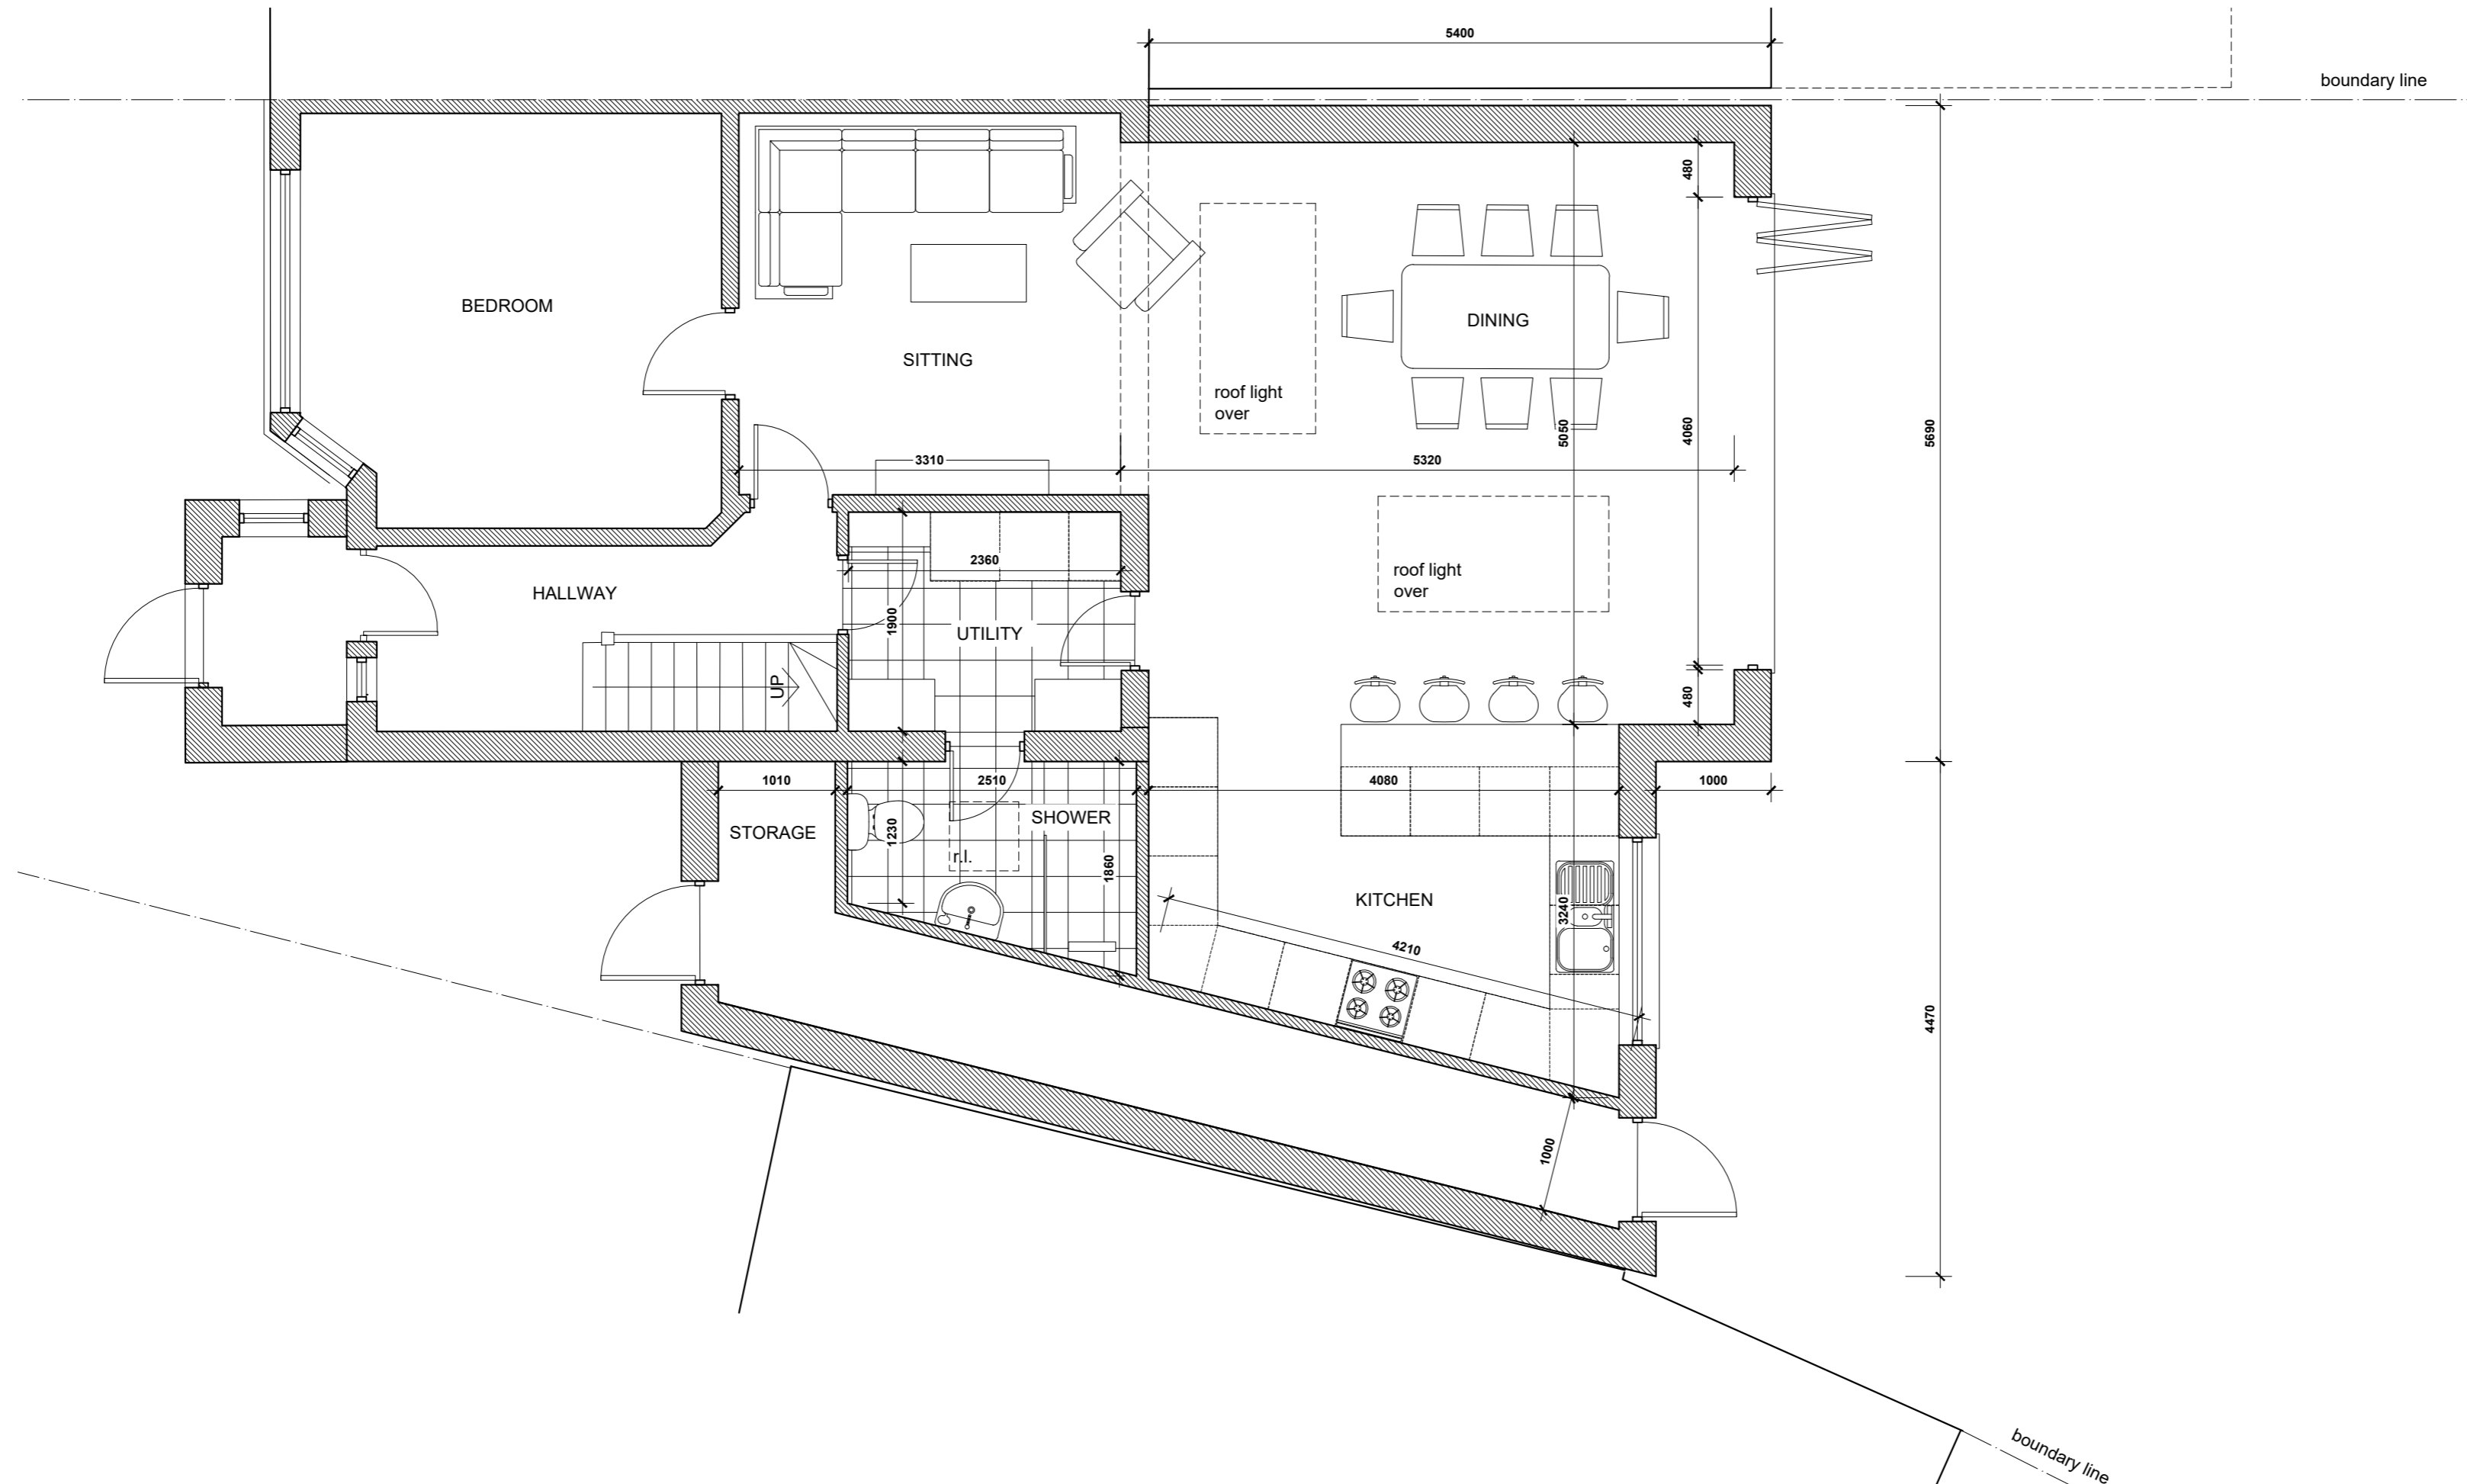 5400
boundary line
480
BEDROOM
DINING
SITTING
roof light
over
5050
4060
5690
3310
5320
2360
roof light
over
HALLWAY
1900
UTILITY
UP
480
1010
2510
4080
1000
STORAGE
SHOWER
1230
r.l.
1860
KITCHEN
3240
4210
4470
1000
boundary line